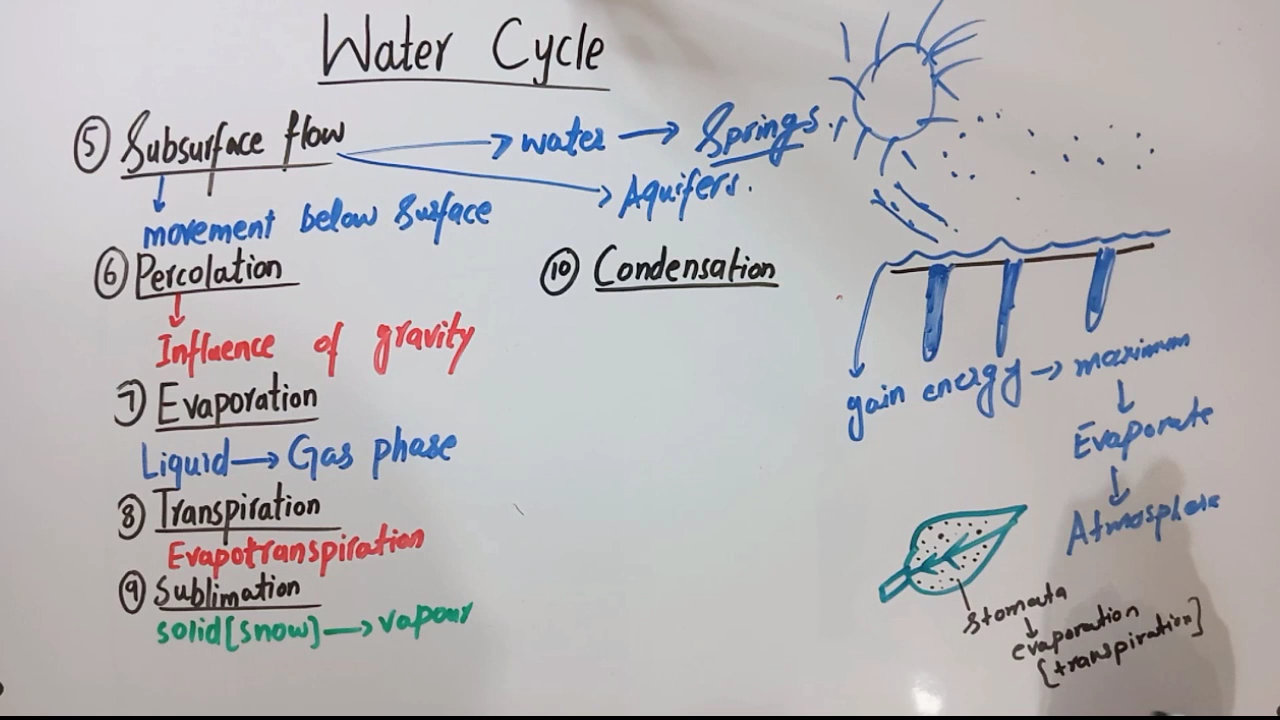 Water Cycle
⑤ Subsurface flow → water → Springs.
→ Aquifers.
↓
movement below surface
⑥ Percolation
↓
Influence of gravity
⑦ Evaporation
Liquid → Gas phase
⑧ Transpiration
Evapotranspiration
⑨ Sublimation
solid [snow] → vapour
⑩ Condensation
gain energy → maximum
↓
Evaporate
↓
Atmosphere
stomata
↓
evaporation
[transpiration]